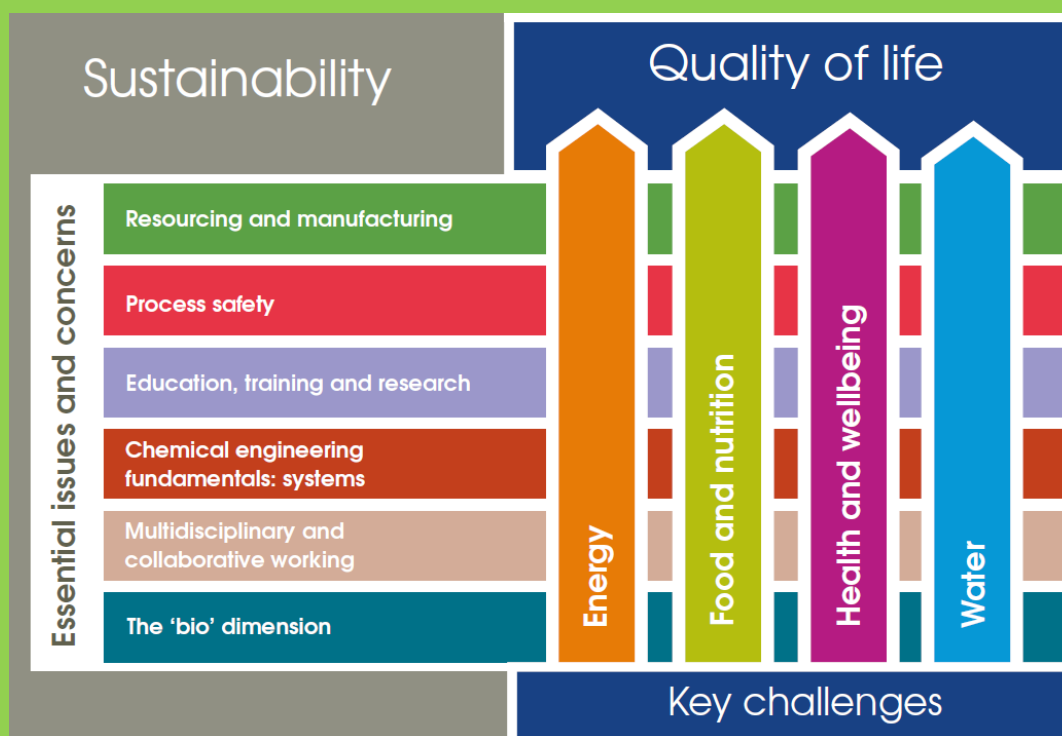 Sustainability
Quality of life
Essential issues and concerns
Resourcing and manufacturing
Process safety
Education, training and research
Chemical engineering
fundamentals: systems
Multidisciplinary and
collaborative working
The ‘bio’ dimension
Energy
Food and nutrition
Health and wellbeing
Water
Key challenges